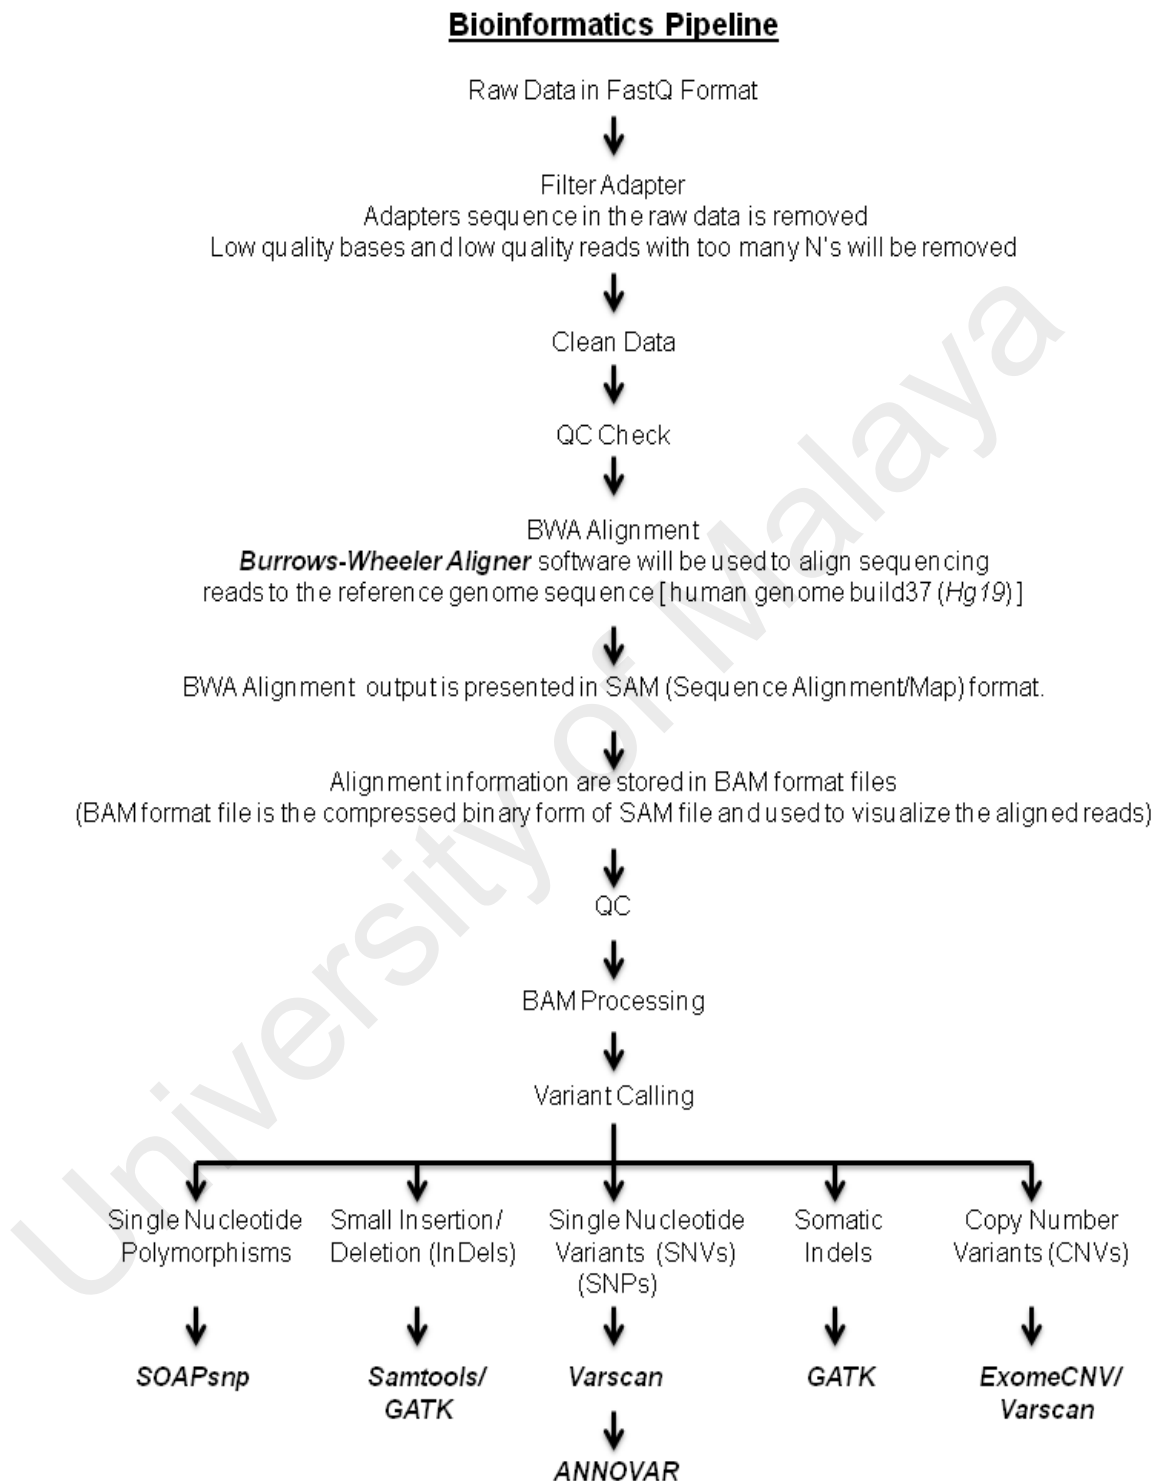 Bioinformatics Pipeline
Raw Data in FastQ Format
Filter Adapter
Adapters sequence in the raw data is removed
Low quality bases and low quality reads with too many N's will be removed
Clean Data
QC Check
BWA Alignment
Burrows-Wheeler Aligner software will be used to align sequencing
reads to the reference genome sequence [human genome build37 (Hg19)]
BWA Alignment output is presented in SAM (Sequence Alignment/Map) format.
Alignment information are stored in BAM format files
(BAM format file is the compressed binary form of SAM file and used to visualize the aligned reads)
QC
BAM Processing
Variant Calling
Single Nucleotide
Polymorphisms
Small Insertion/
Deletion (InDels)
Single Nucleotide
Variants (SNVs)
(SNPs)
Somatic
Indels
Copy Number
Variants (CNVs)
SOAPsnp
Samtools/
GATK
Varscan
GATK
ExomeCNV/
Varscan
ANNOVAR
University of Malaya